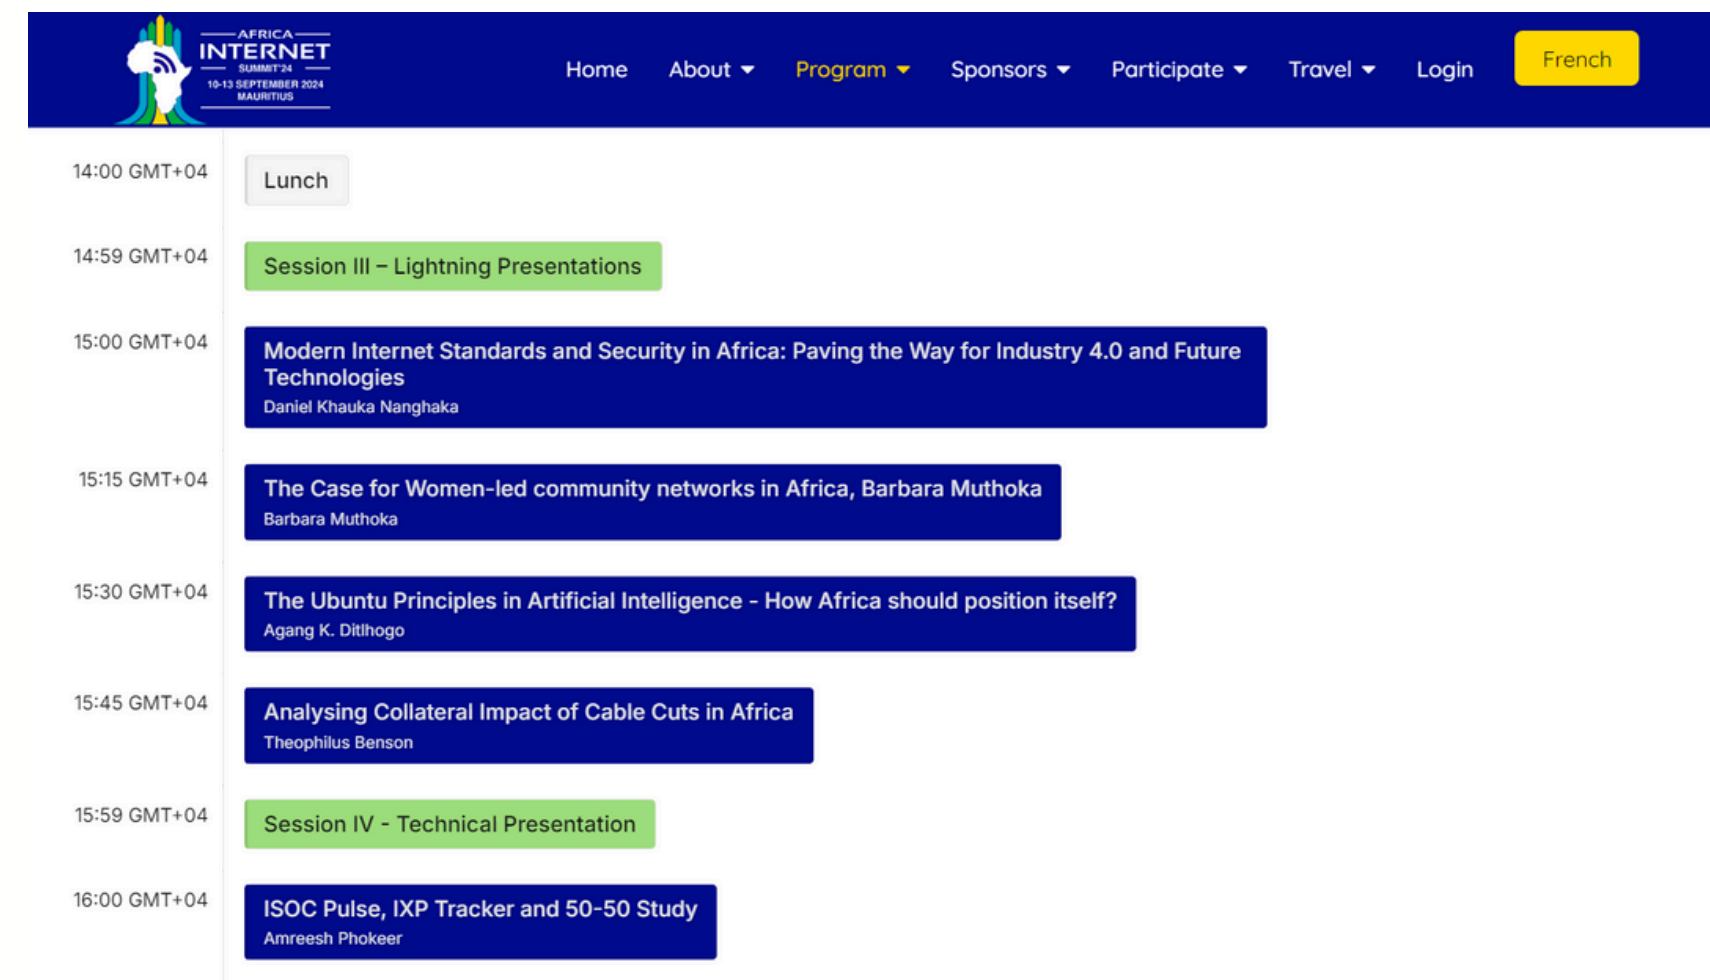 AFRICA
INTERNET
SUMMIT'24
10-13 SEPTEMBER 2024
MAURITIUS
Home About Program Sponsors Participate Travel Login French
14:00 GMT+04 Lunch
14:59 GMT+04 Session III – Lightning Presentations
15:00 GMT+04 Modern Internet Standards and Security in Africa: Paving the Way for Industry 4.0 and Future
Technologies
Daniel Khauka Nanghaka
15:15 GMT+04 The Case for Women-led community networks in Africa, Barbara Muthoka
Barbara Muthoka
15:30 GMT+04 The Ubuntu Principles in Artificial Intelligence - How Africa should position itself?
Agang K. Ditlhogo
15:45 GMT+04 Analysing Collateral Impact of Cable Cuts in Africa
Theophilus Benson
15:59 GMT+04 Session IV - Technical Presentation
16:00 GMT+04 ISOC Pulse, IXP Tracker and 50-50 Study
Amreesh Phokeer